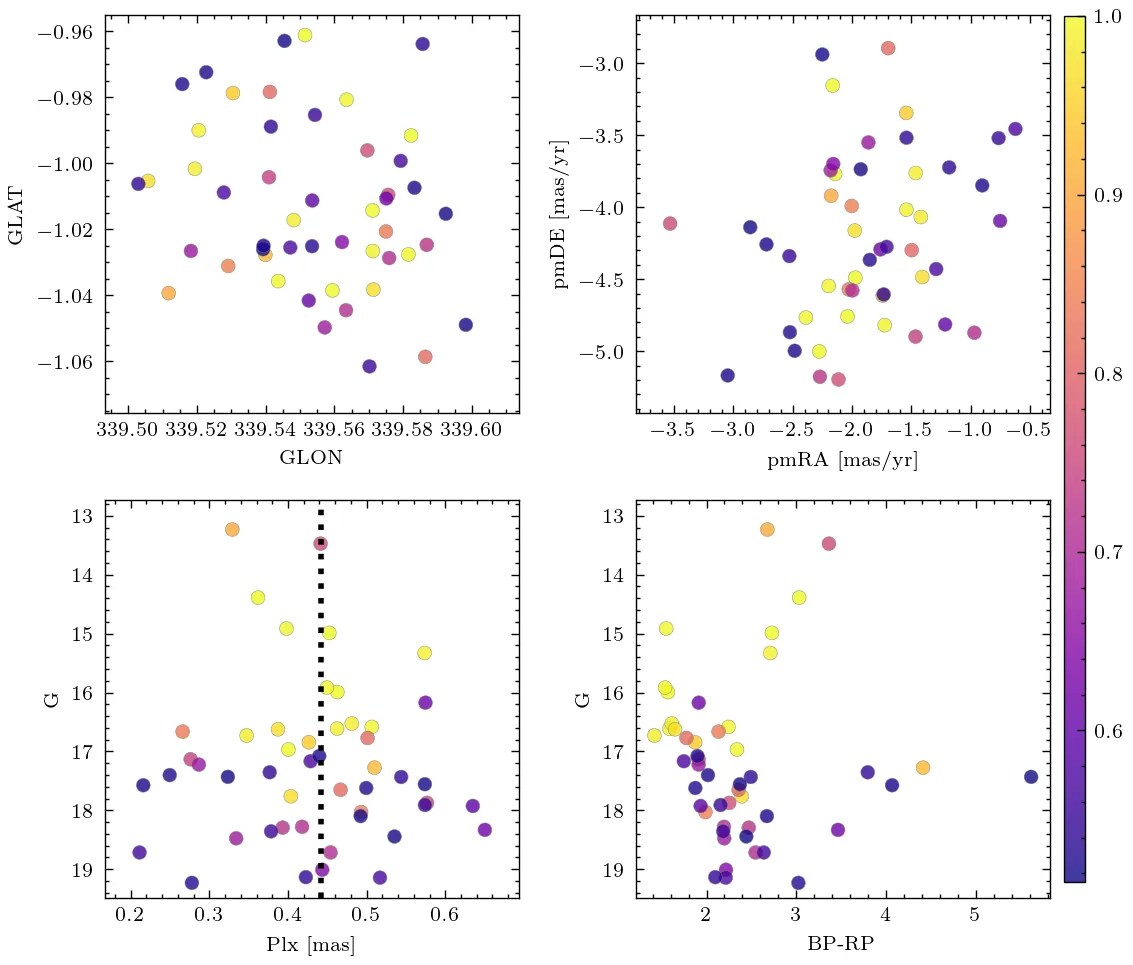 −0.96
−0.98
−1.00
−1.02
−1.04
−1.06
GLAT
339.50 339.52 339.54 339.56 339.58 339.60
GLON
−3.0
−3.5
−4.0
−4.5
−5.0
pmDE [mas/yr]
−3.5 −3.0 −2.5 −2.0 −1.5 −1.0 −0.5
pmRA [mas/yr]
1.0
0.9
0.8
0.7
0.6
13
14
15
16
17
18
19
G
0.2 0.3 0.4 0.5 0.6
Plx [mas]
13
14
15
16
17
18
19
G
2 3 4 5
BP-RP